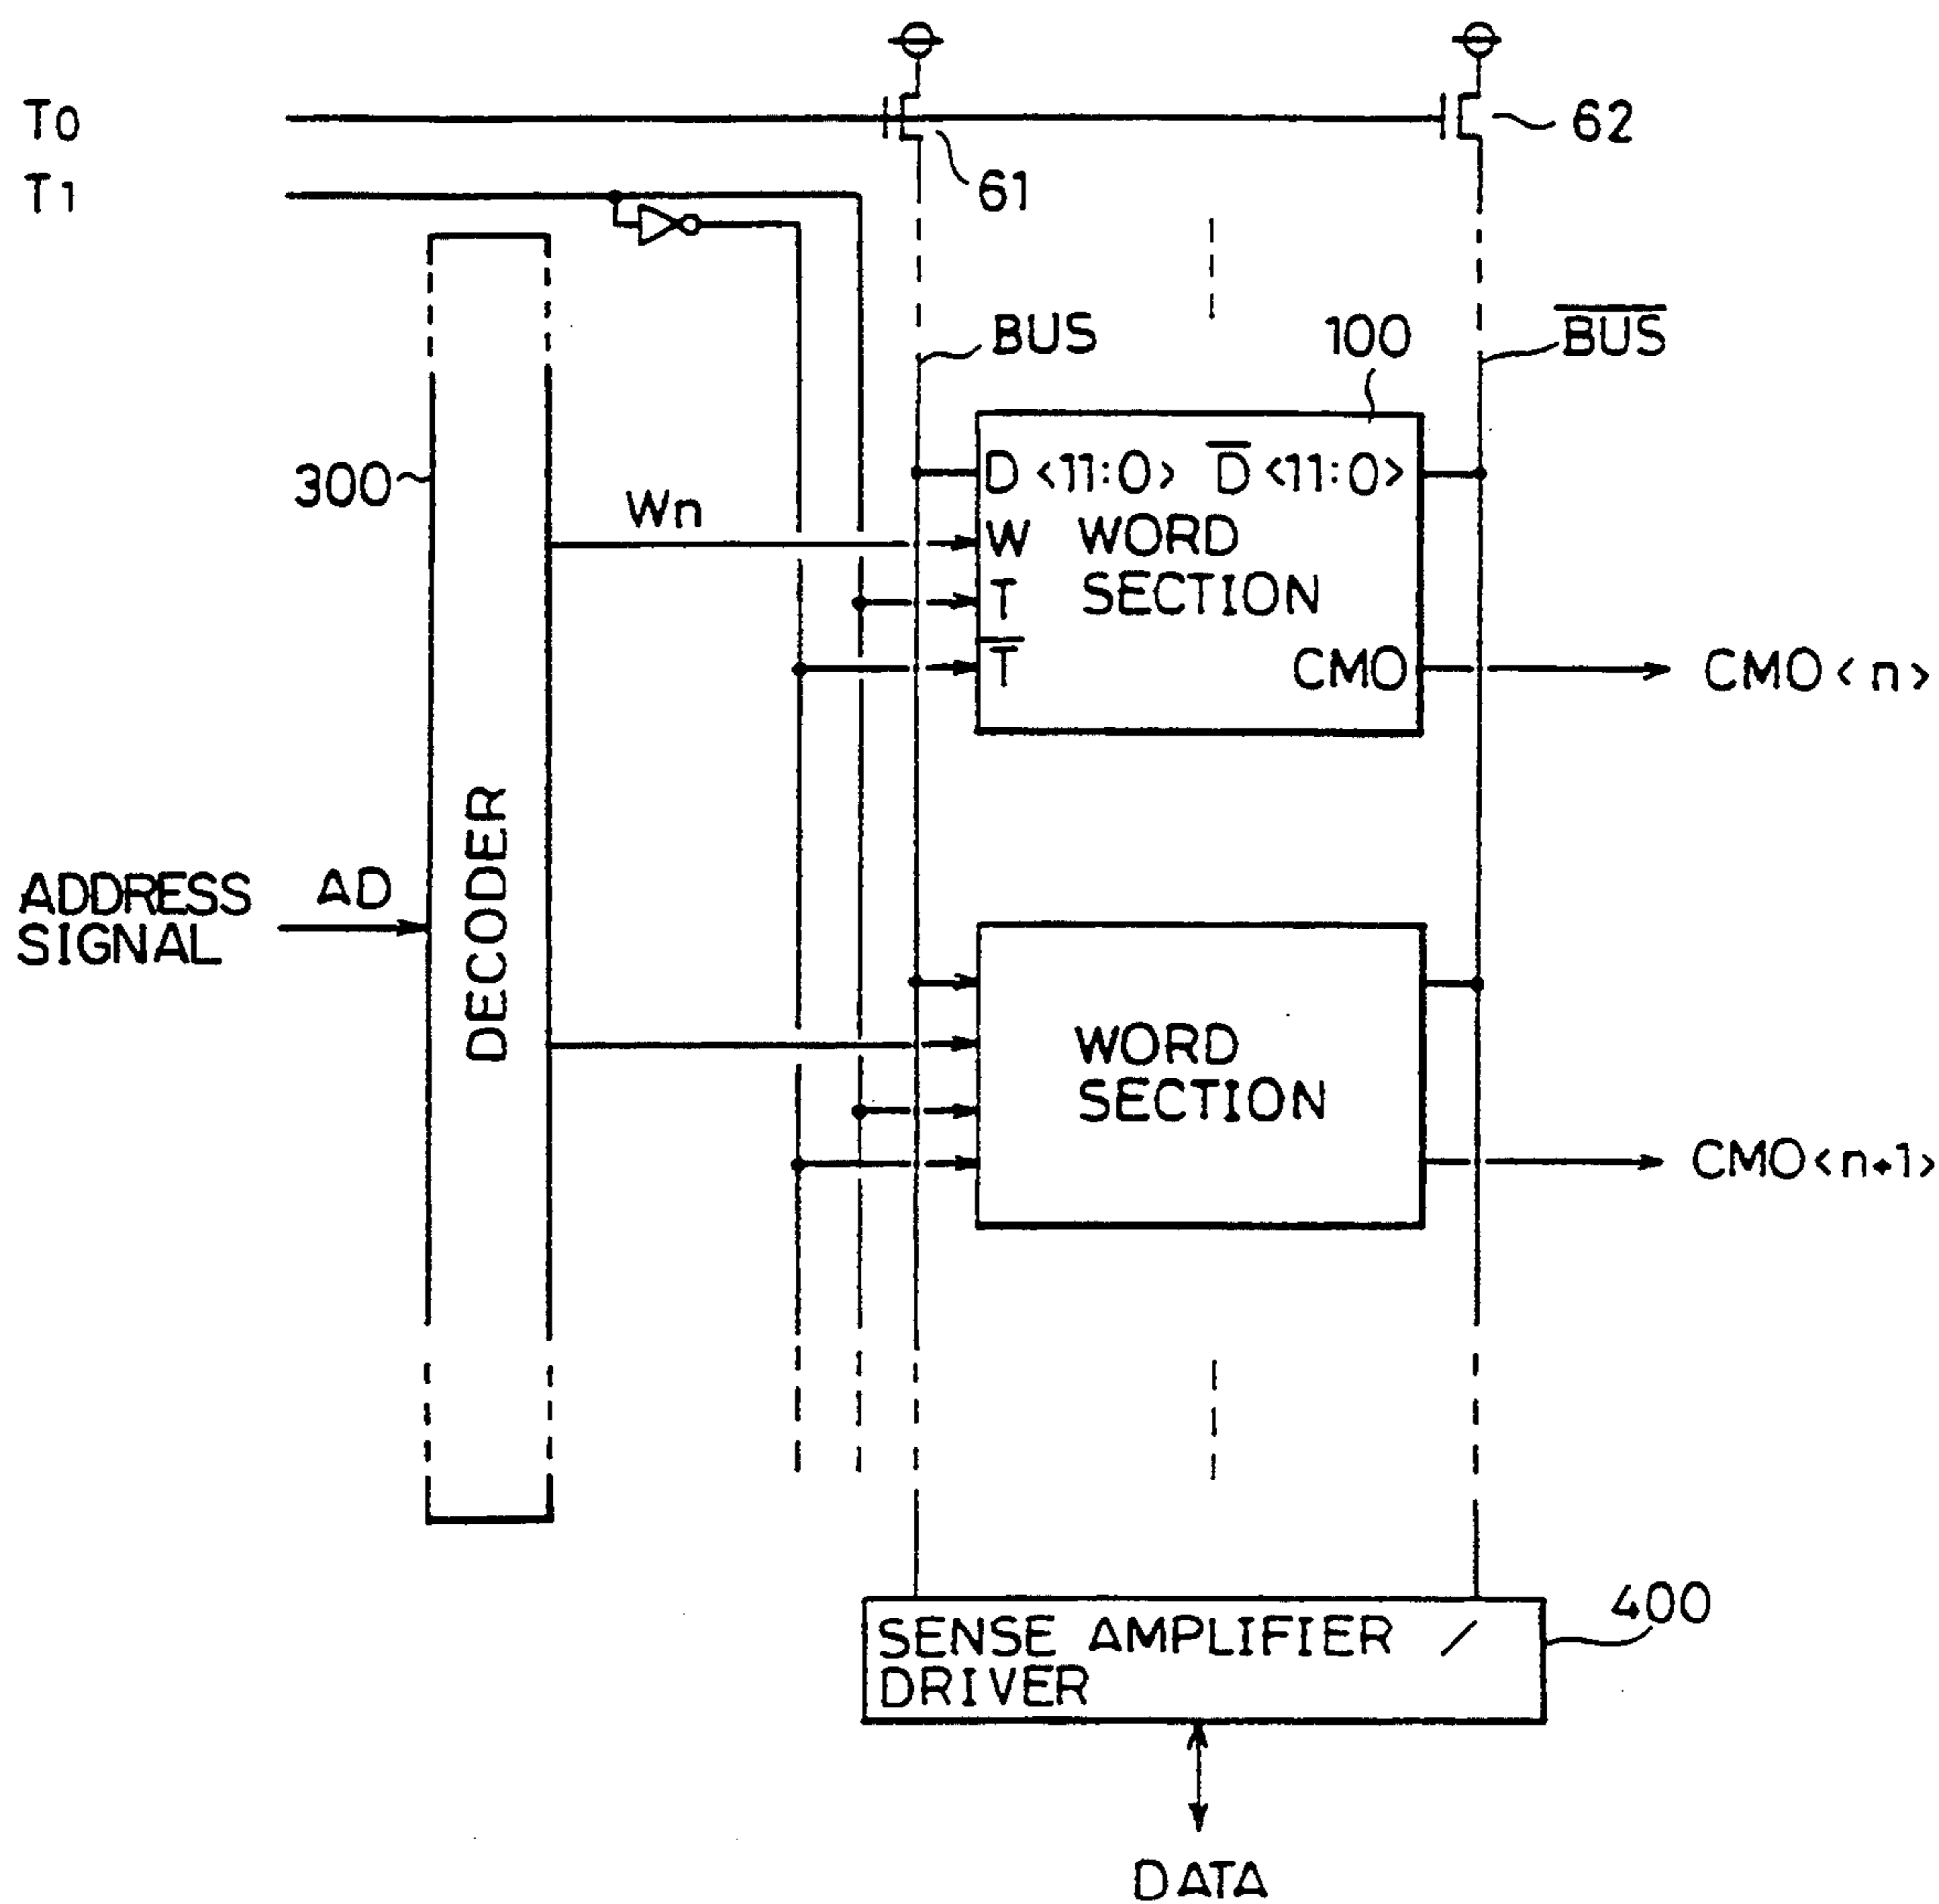 T0
62
T1
61
BUS
100
B̅U̅S̅
300
D <11:0> D̅ <11:0>
Wn
W WORD
T SECTION
T̅ CMO
CMO<n>
DECODER
ADDRESS
SIGNAL
AD
WORD
SECTION
CMO<n+1>
400
SENSE AMPLIFIER /
DRIVER
DATA